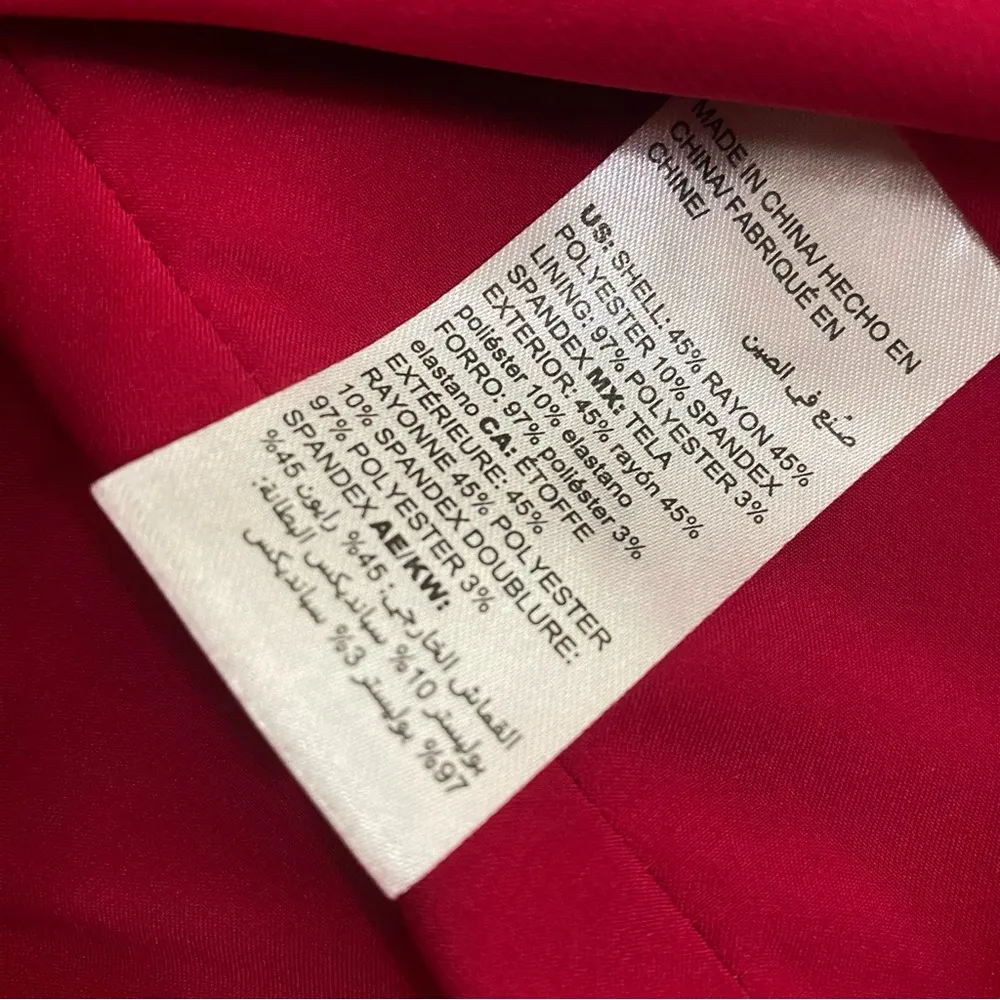 MADE IN CHINA/ HECHO EN
CHINA/ FABRIQUÉ EN
CHINE/
صُنع في الصين
US: SHELL: 45% RAYON 45%
POLYESTER 10% SPANDEX
LINING: 97% POLYESTER 3%
SPANDEX MX: TELA
EXTERIOR: 45% rayón 45%
poliéster 10% elastano
FORRO: 97% poliéster 3%
elastano CA: ÉTOFFE
EXTÉRIEURE: 45%
RAYONNE 45% POLYESTER
10% SPANDEX DOUBLURE:
97% POLYESTER 3%
SPANDEX AE/KW:
القماش الخارجي: 45% رايون 45%
بوليستر 10% سبانديكس البطانة:
97% بوليستر 3% سبانديكس